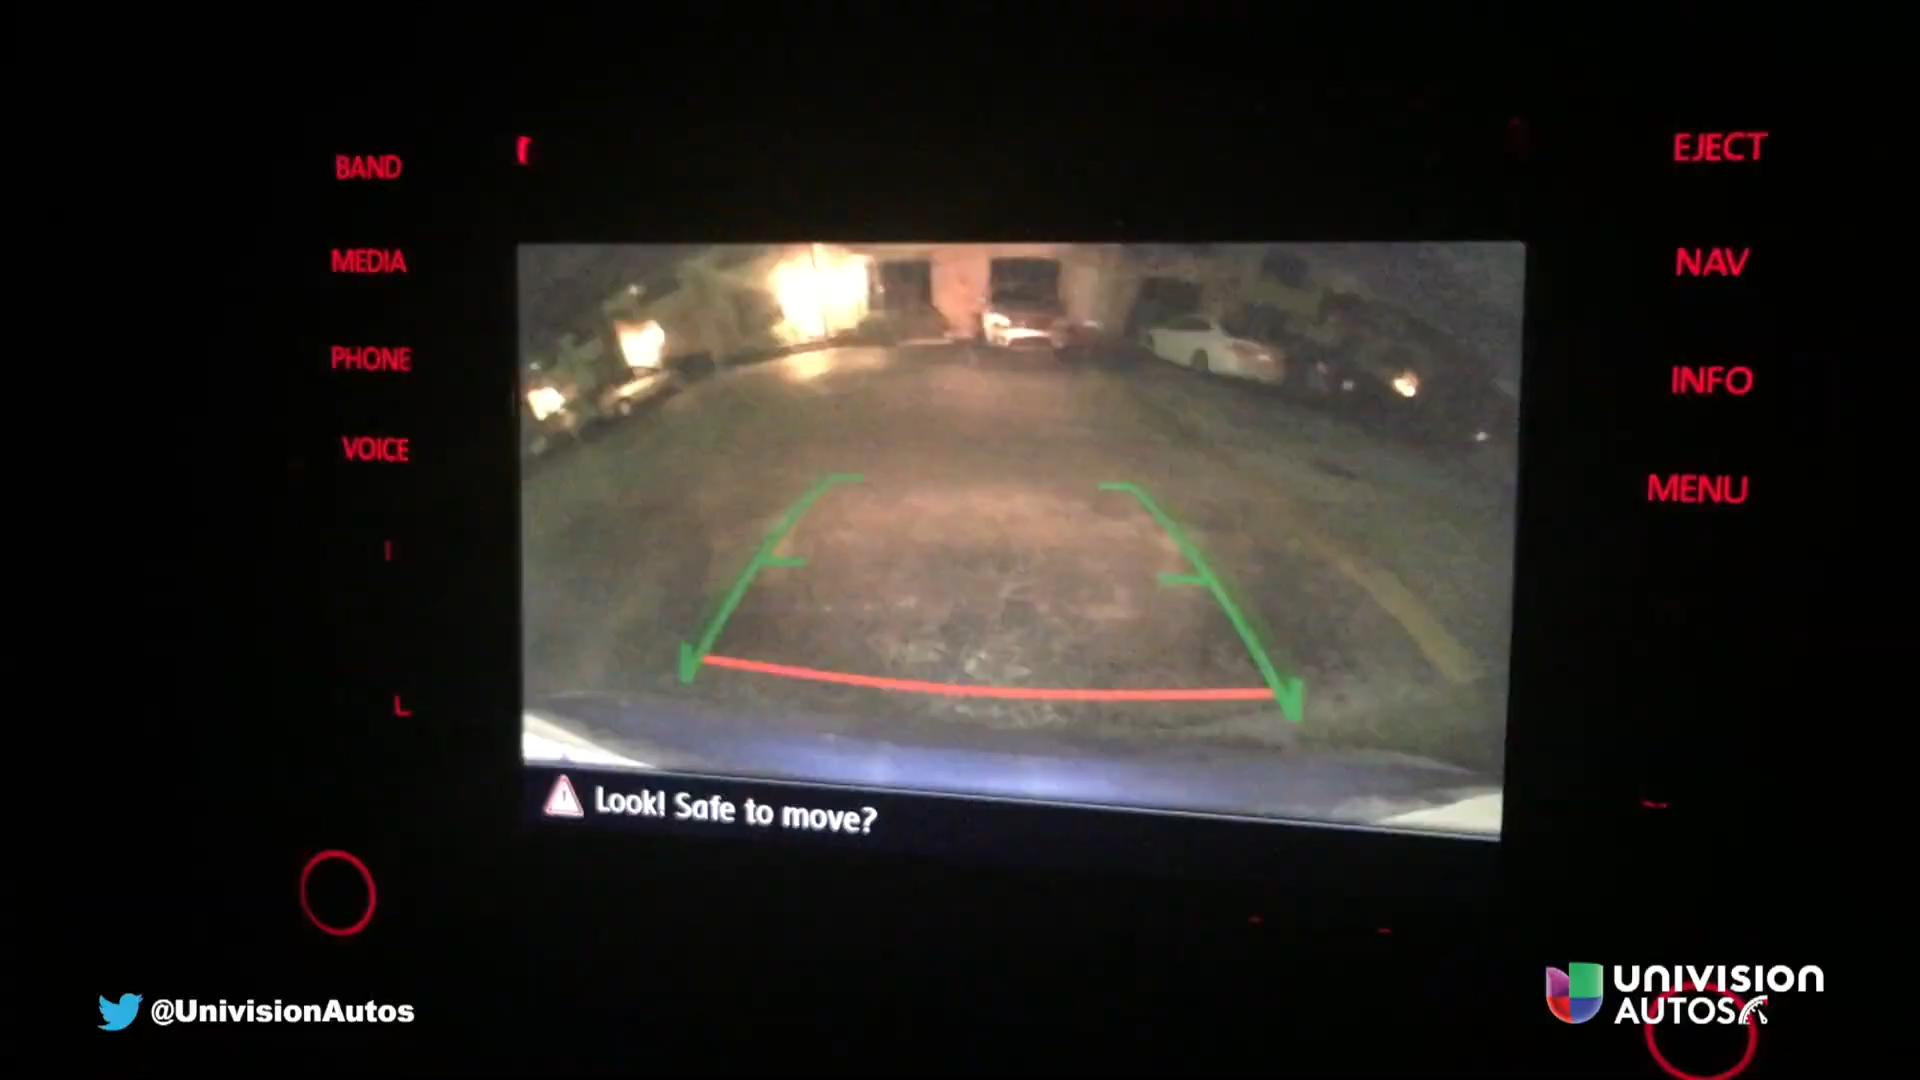 BAND
MEDIA
PHONE
VOICE
EJECT
NAV
INFO
MENU
Look! Safe to move?
@UnivisionAutos
UNIVISION
AUTOS